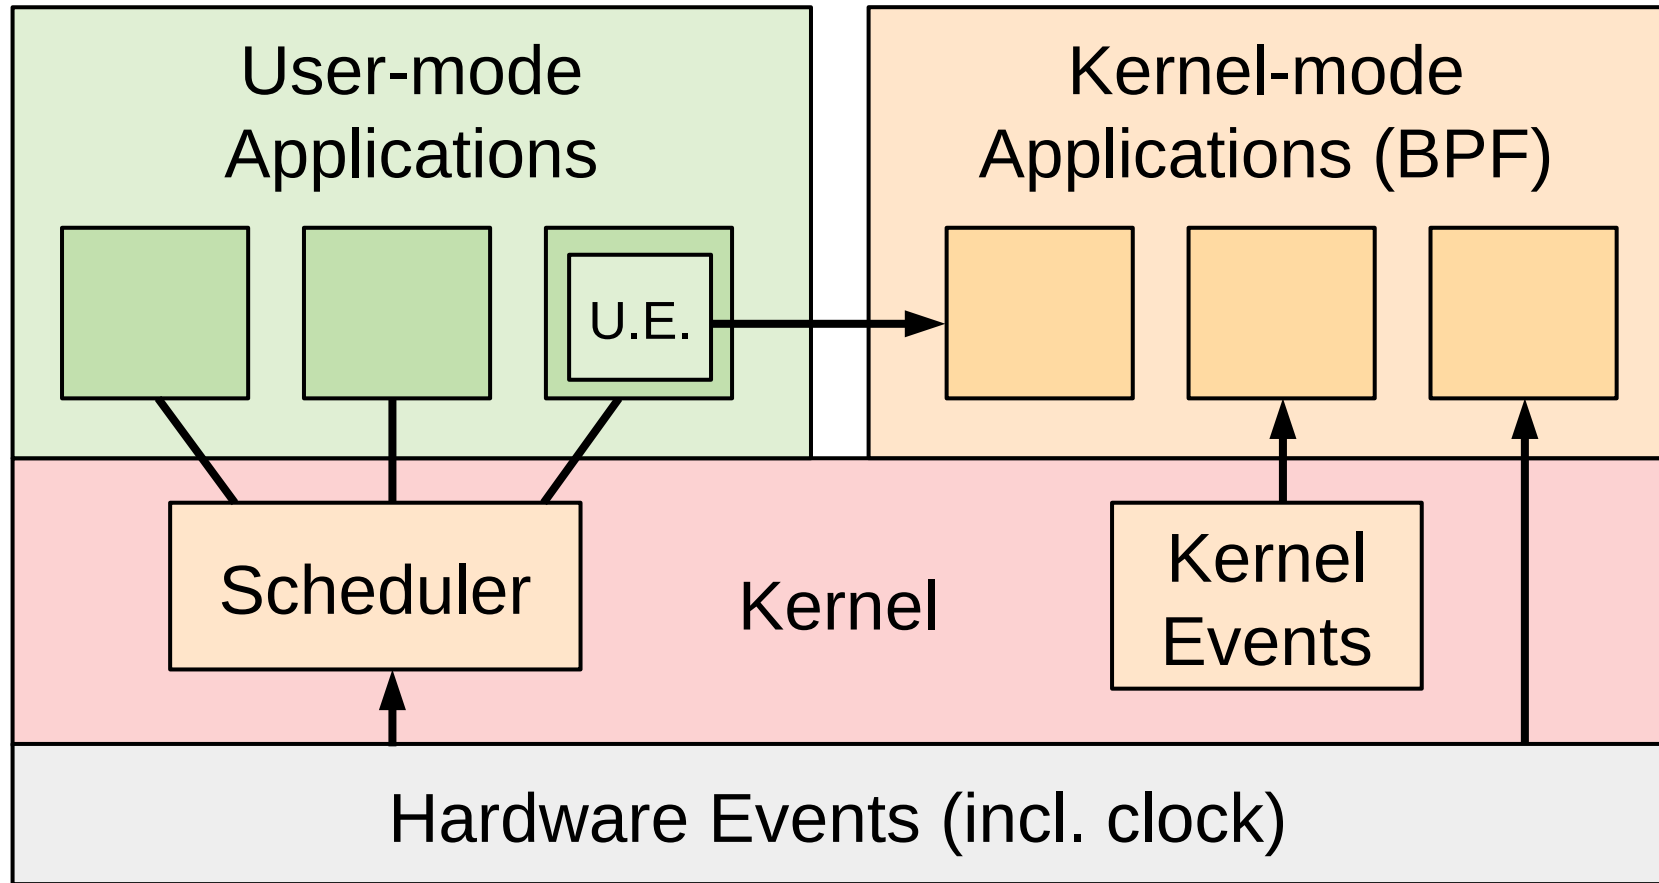 User-mode
Applications
Kernel-mode
Applications (BPF)
U.E.
Scheduler
Kernel
Kernel
Events
Hardware Events (incl. clock)